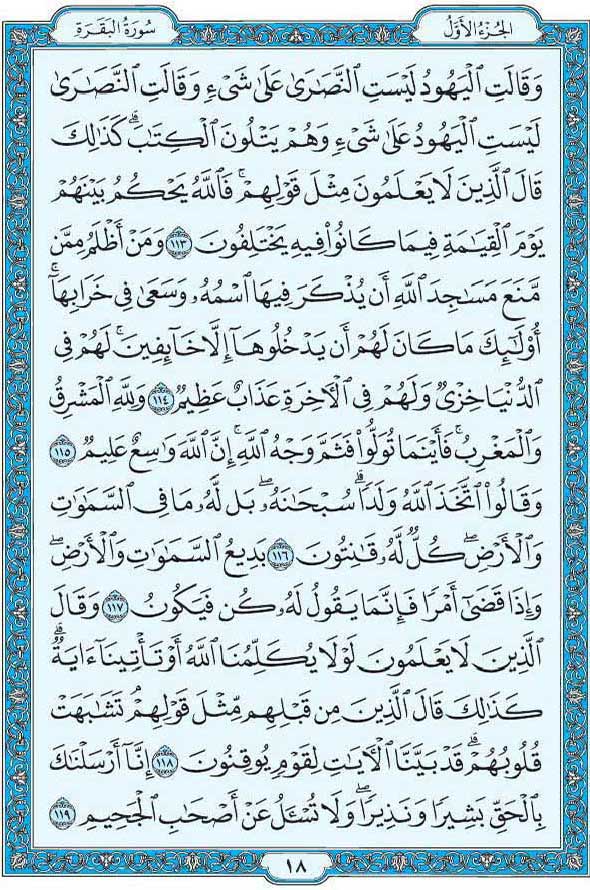 الجُزْءُ الأَوَّلُ
سُورَةُ البَقَرَةِ
وَقَالَتِ ٱلْيَهُودُ لَيْسَتِ ٱلنَّصَٰرَىٰ عَلَىٰ شَىْءٍ وَقَالَتِ ٱلنَّصَٰرَىٰ
لَيْسَتِ ٱلْيَهُودُ عَلَىٰ شَىْءٍ وَهُمْ يَتْلُونَ ٱلْكِتَٰبَۗ كَذَٰلِكَ
قَالَ ٱلَّذِينَ لَا يَعْلَمُونَ مِثْلَ قَوْلِهِمْۚ فَٱللَّهُ يَحْكُمُ بَيْنَهُمْ
يَوْمَ ٱلْقِيَٰمَةِ فِيمَا كَانُوا۟ فِيهِ يَخْتَلِفُونَ ١١٣ وَمَنْ أَظْلَمُ مِمَّن
مَّنَعَ مَسَٰجِدَ ٱللَّهِ أَن يُذْكَرَ فِيهَا ٱسْمُهُۥ وَسَعَىٰ فِى خَرَابِهَآۚ
أُو۟لَٰٓئِكَ مَا كَانَ لَهُمْ أَن يَدْخُلُوهَآ إِلَّا خَآئِفِينَۚ لَهُمْ فِى
ٱلدُّنْيَا خِزْىٌ وَلَهُمْ فِى ٱلْءَاخِرَةِ عَذَابٌ عَظِيمٌ ١١٤ وَلِلَّهِ ٱلْمَشْرِقُ
وَٱلْمَغْرِبُۚ فَأَيْنَمَا تُوَلُّوا۟ فَثَمَّ وَجْهُ ٱللَّهِۚ إِنَّ ٱللَّهَ وَٰسِعٌ عَلِيمٌ ١١٥
وَقَالُوا۟ ٱتَّخَذَ ٱللَّهُ وَلَدًاۗ سُبْحَٰنَهُۥۖ بَل لَّهُۥ مَا فِى ٱلسَّمَٰوَٰتِ
وَٱلْأَرْضِۖ كُلٌّ لَّهُۥ قَٰنِتُونَ ١١٦ بَدِيعُ ٱلسَّمَٰوَٰتِ وَٱلْأَرْضِۖ
وَإِذَا قَضَىٰٓ أَمْرًا فَإِنَّمَا يَقُولُ لَهُۥ كُن فَيَكُونُ ١١٧ وَقَالَ
ٱلَّذِينَ لَا يَعْلَمُونَ لَوْلَا يُكَلِّمُنَا ٱللَّهُ أَوْ تَأْتِينَآ ءَايَةٌۗ
كَذَٰلِكَ قَالَ ٱلَّذِينَ مِن قَبْلِهِم مِّثْلَ قَوْلِهِمْۘ تَشَٰبَهَتْ
قُلُوبُهُمْۗ قَدْ بَيَّنَّا ٱلْءَايَٰتِ لِقَوْمٍ يُوقِنُونَ ١١٨ إِنَّآ أَرْسَلْنَٰكَ
بِٱلْحَقِّ بَشِيرًا وَنَذِيرًاۖ وَلَا تُسْـَٔلُ عَنْ أَصْحَٰبِ ٱلْجَحِيمِ ١١٩
١٨